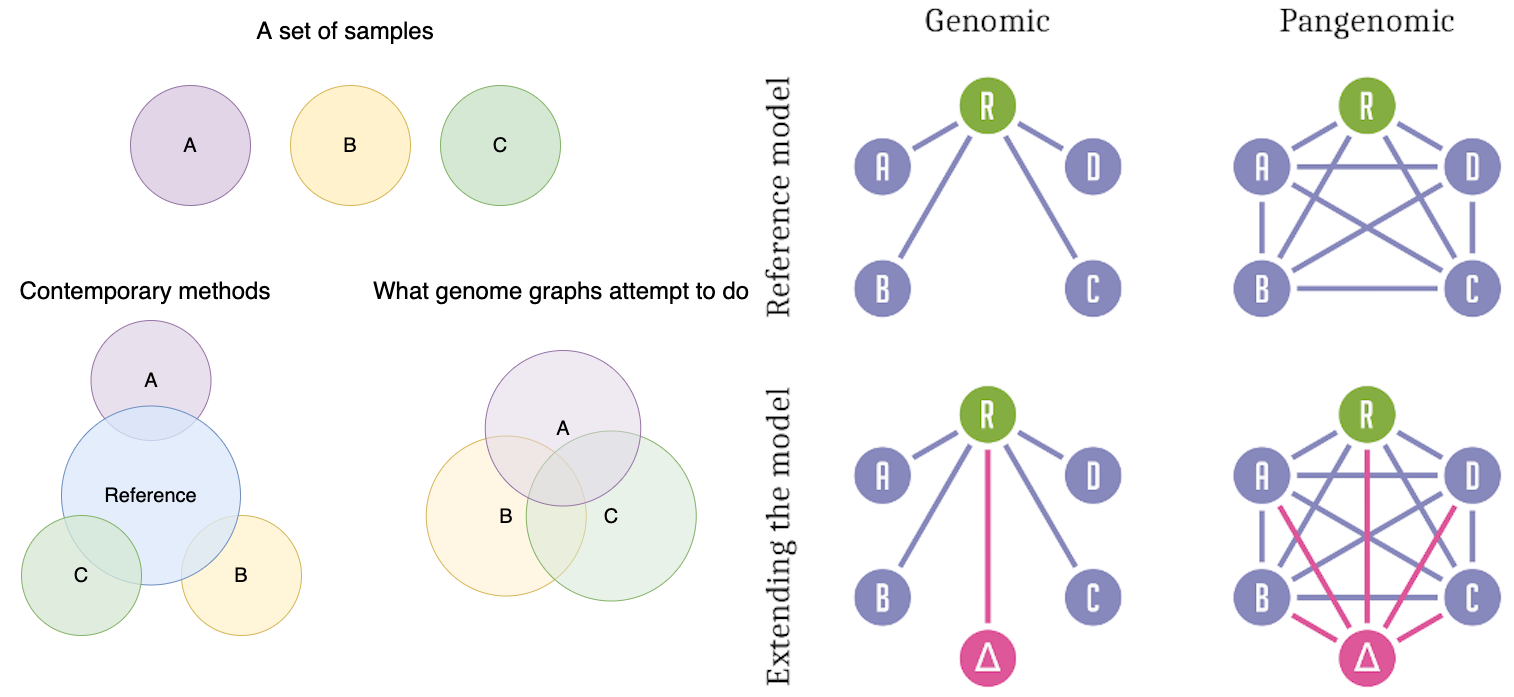 A set of samples
A
B
C
Contemporary methods
A
Reference
C
B
What genome graphs attempt to do
A
B
C
Genomic
Pangenomic
Reference model
R
A
D
B
C
R
A
D
B
C
Extending the model
R
A
D
B
C
Δ
R
A
D
B
C
Δ